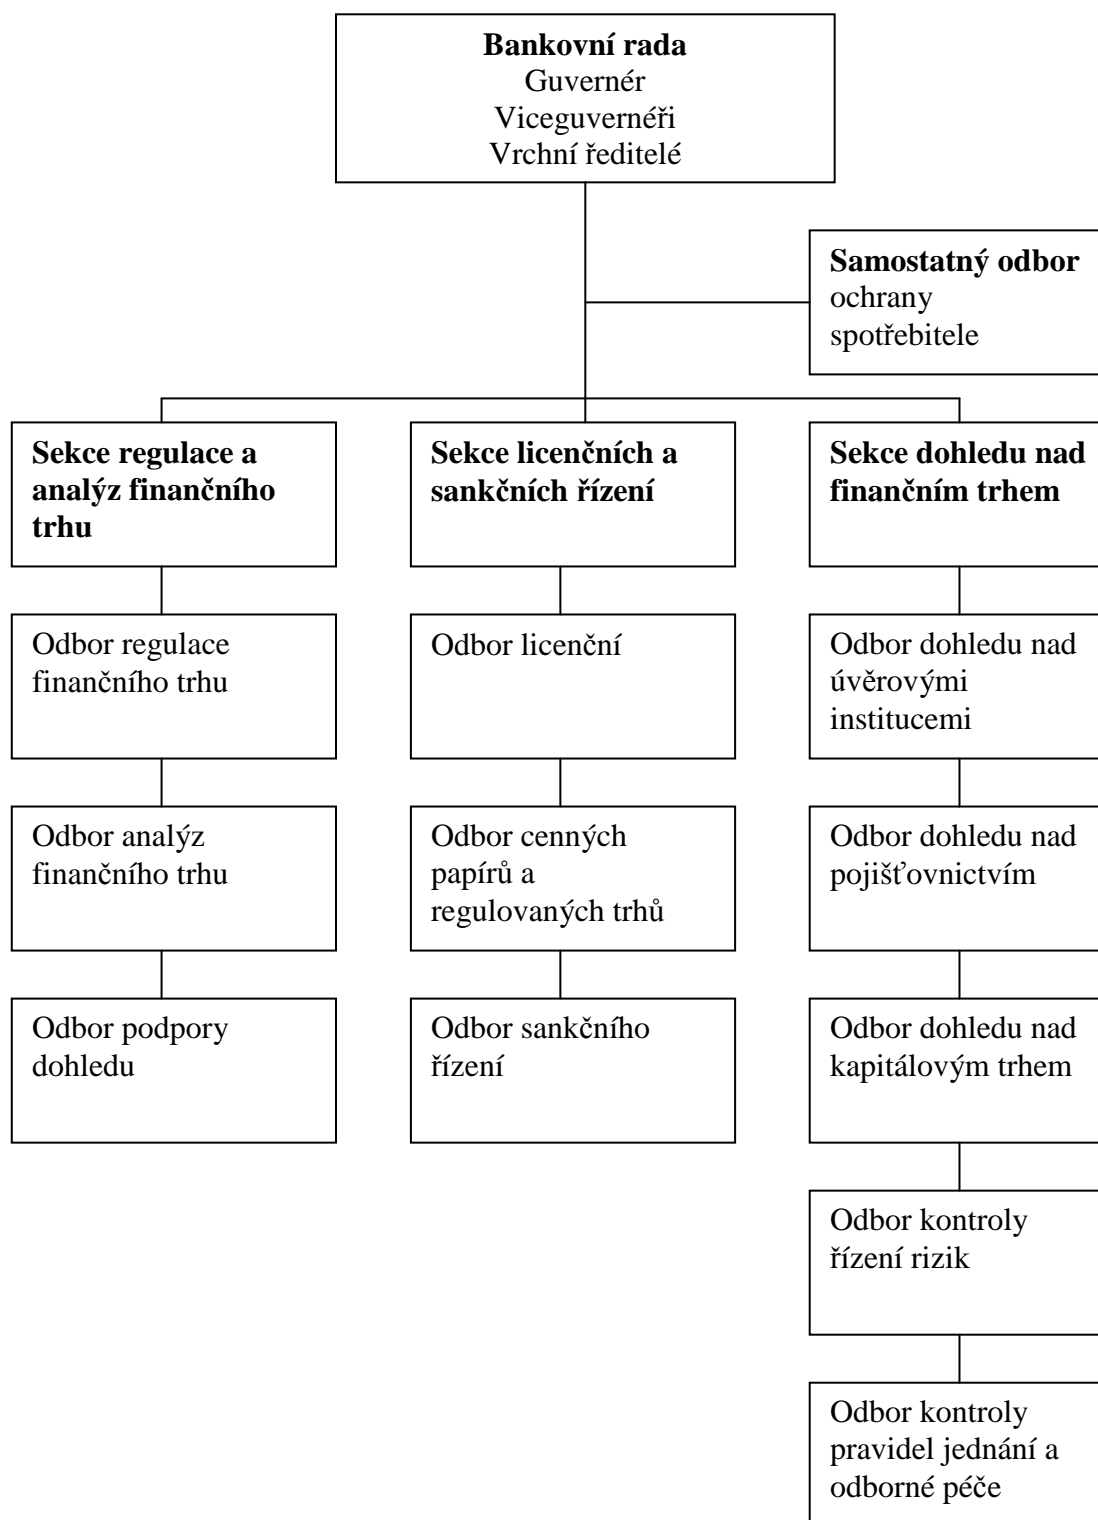 Bankovní rada
Guvernér
Viceguvernéři
Vrchní ředitelé
Samostatný odbor
ochrany
spotřebitele
Sekce regulace a
analýz finančního
trhu
Sekce licenčních a
sankčních řízení
Sekce dohledu nad
finančním trhem
Odbor regulace
finančního trhu
Odbor licenční
Odbor dohledu nad
úvěrovými
institucemi
Odbor analýz
finančního trhu
Odbor cenných
papírů a
regulovaných trhů
Odbor dohledu nad
pojišťovnictvím
Odbor podpory
dohledu
Odbor sankčního
řízení
Odbor dohledu nad
kapitálovým trhem
Odbor kontroly
řízení rizik
Odbor kontroly
pravidel jednání a
odborné péče